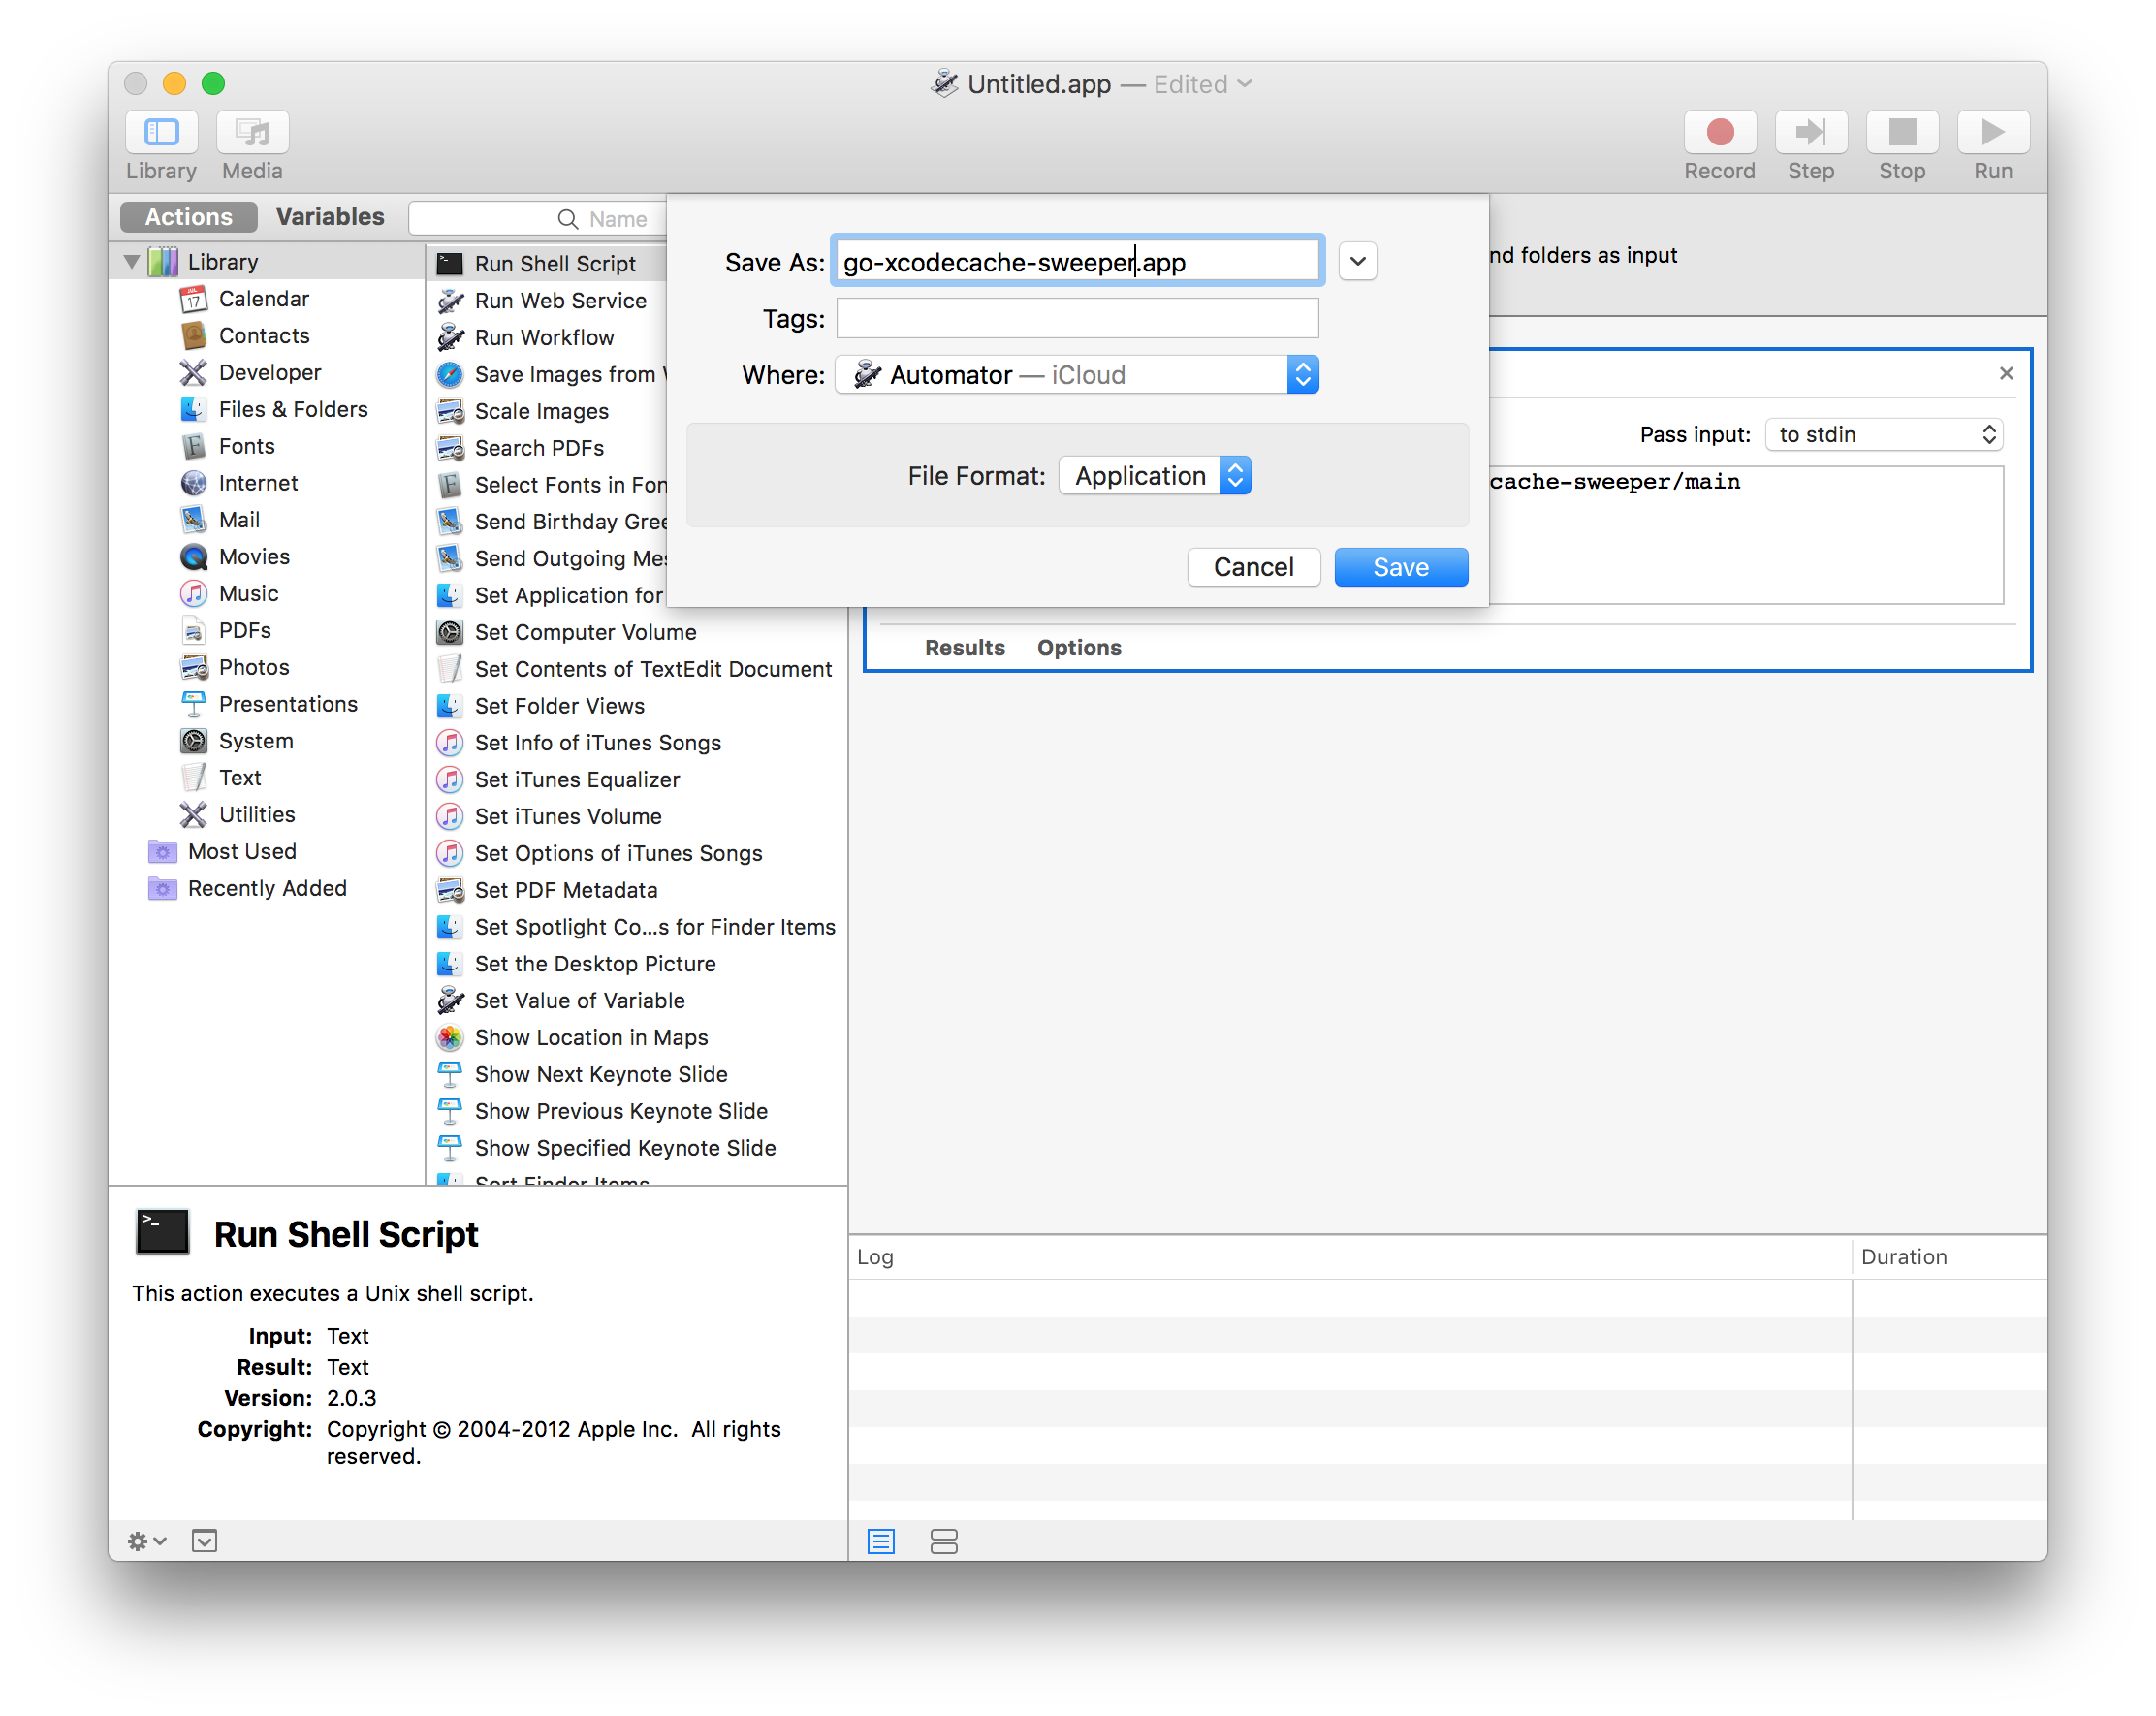 Untitled.app — Edited
Library
Media
Record
Step
Stop
Run
Actions
Variables
Name
Save As: go-xcodecache-sweeper.app
Tags:
Where: Automator — iCloud
File Format: Application
Cancel
Save
nd folders as input
Pass input: to stdin
cache-sweeper/main
Results
Options
Library
Calendar
Contacts
Developer
Files & Folders
Fonts
Internet
Mail
Movies
Music
PDFs
Photos
Presentations
System
Text
Utilities
Most Used
Recently Added
Run Shell Script
Run Web Service
Run Workflow
Save Images from
Scale Images
Search PDFs
Select Fonts in Fon
Send Birthday Gree
Send Outgoing Mes
Set Application for
Set Computer Volume
Set Contents of TextEdit Document
Set Folder Views
Set Info of iTunes Songs
Set iTunes Equalizer
Set iTunes Volume
Set Options of iTunes Songs
Set PDF Metadata
Set Spotlight Co...s for Finder Items
Set the Desktop Picture
Set Value of Variable
Show Location in Maps
Show Next Keynote Slide
Show Previous Keynote Slide
Show Specified Keynote Slide
Sort Finder Items
Run Shell Script
This action executes a Unix shell script.
Input: Text
Result: Text
Version: 2.0.3
Copyright: Copyright © 2004-2012 Apple Inc. All rights
reserved.
Log
Duration